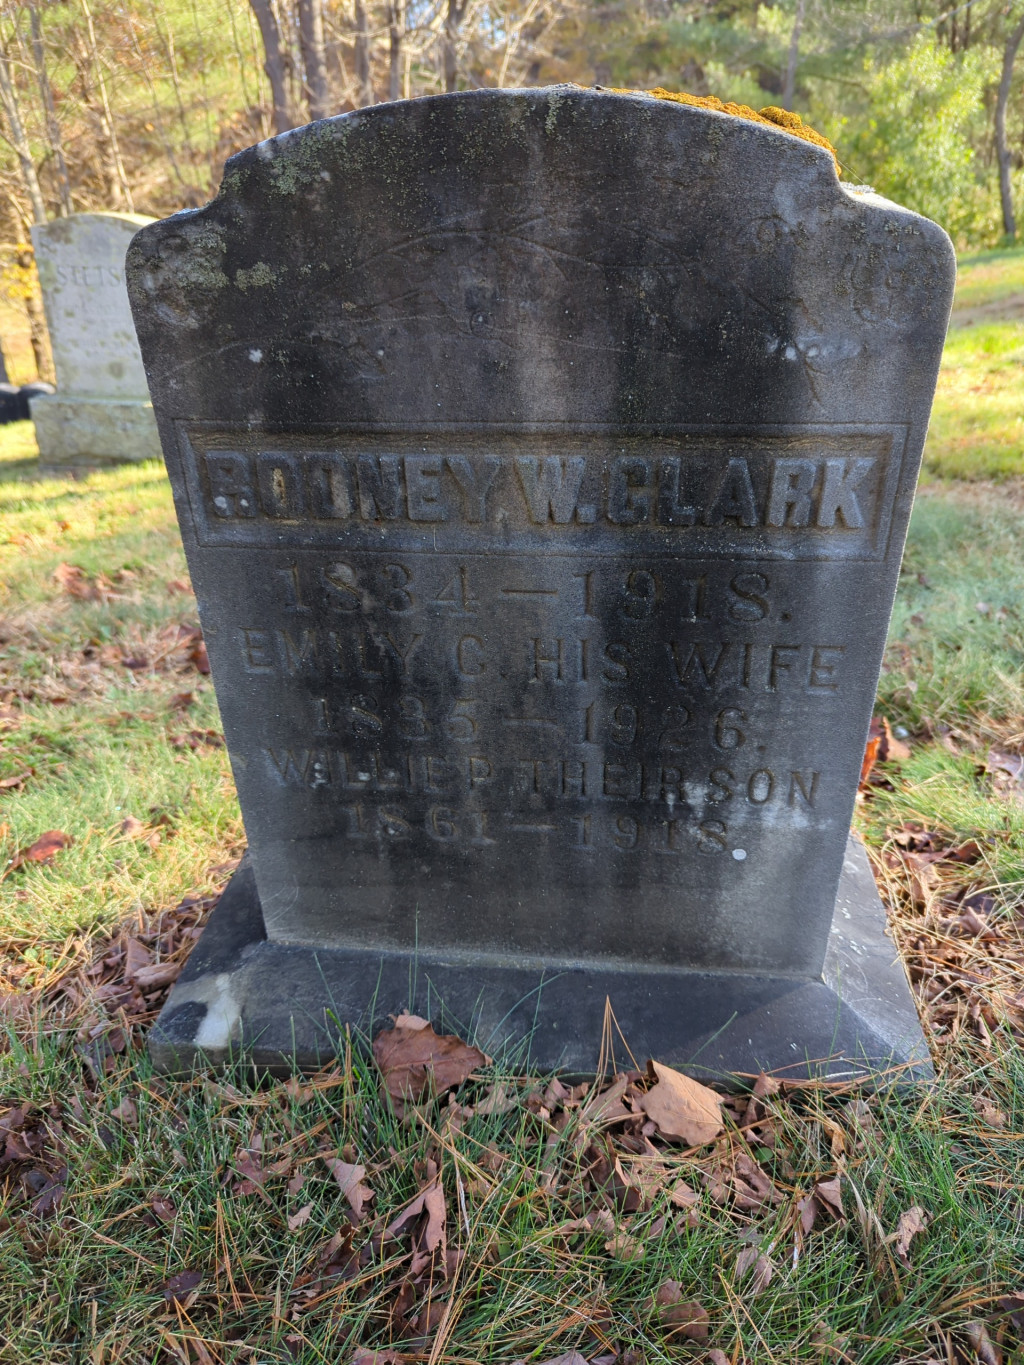 RODNEY W. CLARK
1834 — 1918.
EMILY C. HIS WIFE
1835 — 1926.
WILLIE P. THEIR SON
1861 — 1918.